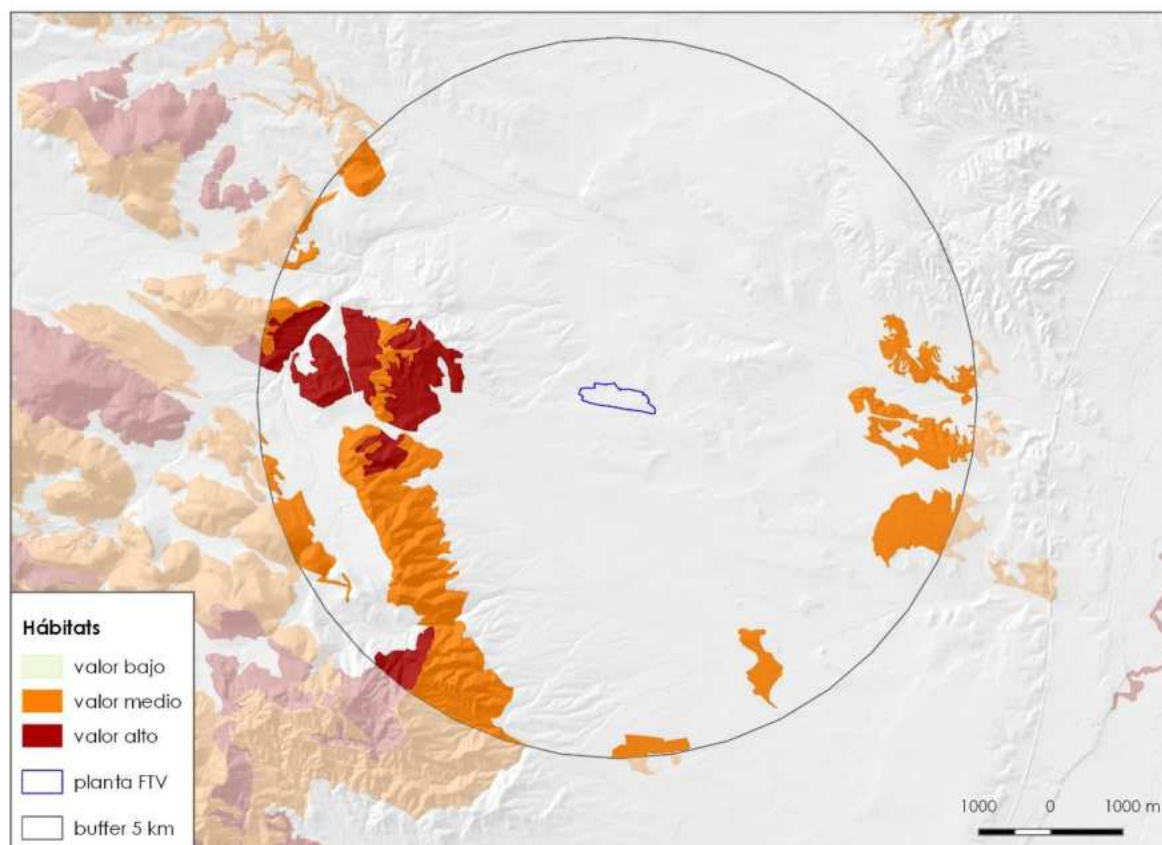 Hábitats
valor bajo
valor medio
valor alto
planta FTV
buffer 5 km
1000 0 1000 m